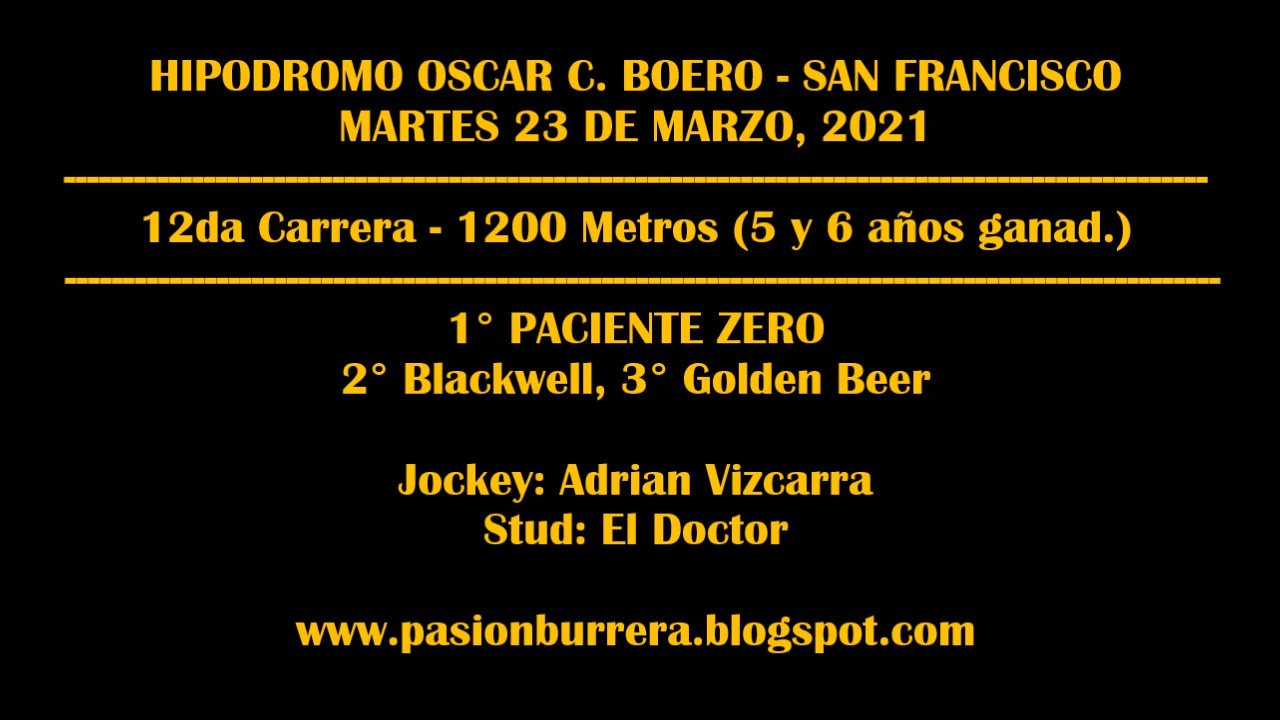 HIPODROMO OSCAR C. BOERO - SAN FRANCISCO
MARTES 23 DE MARZO, 2021
12da Carrera - 1200 Metros (5 y 6 años ganad.)
1° PACIENTE ZERO
2° Blackwell, 3° Golden Beer
Jockey: Adrian Vizcarra
Stud: El Doctor
www.pasionburrera.blogspot.com